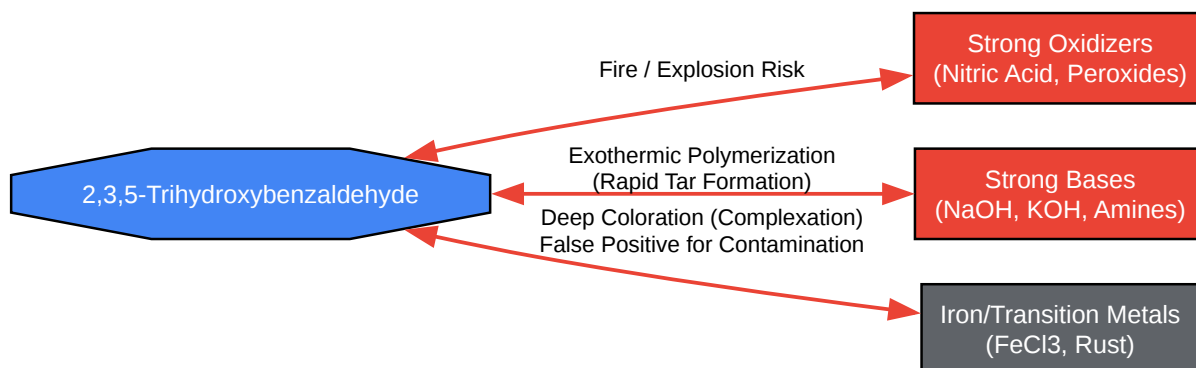 Fire / Explosion Risk
Strong Oxidizers
(Nitric Acid, Peroxides)
2,3,5-Trihydroxybenzaldehyde
Exothermic Polymerization
(Rapid Tar Formation)
Strong Bases
(NaOH, KOH, Amines)
Deep Coloration (Complexation)
False Positive for Contamination
Iron/Transition Metals
(FeCl3, Rust)